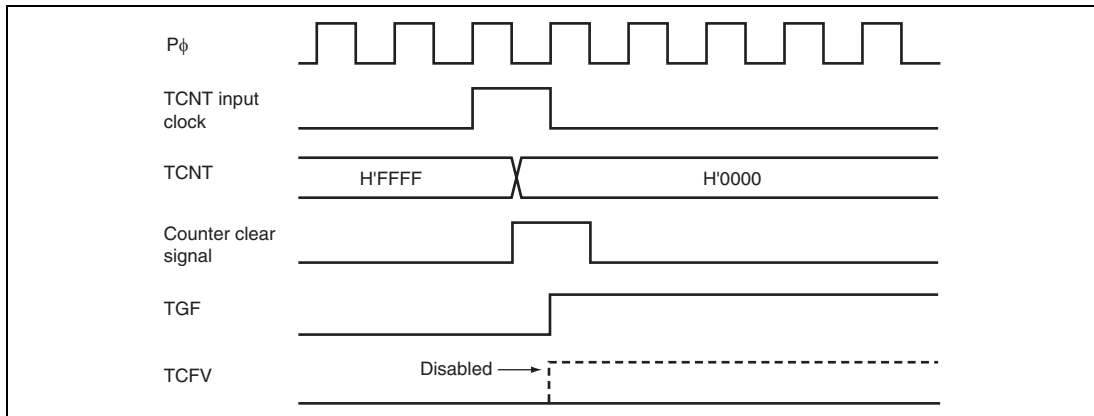 Pϕ
TCNT input
clock
TCNT
H'FFFF
H'0000
Counter clear
signal
TGF
TCFV
Disabled